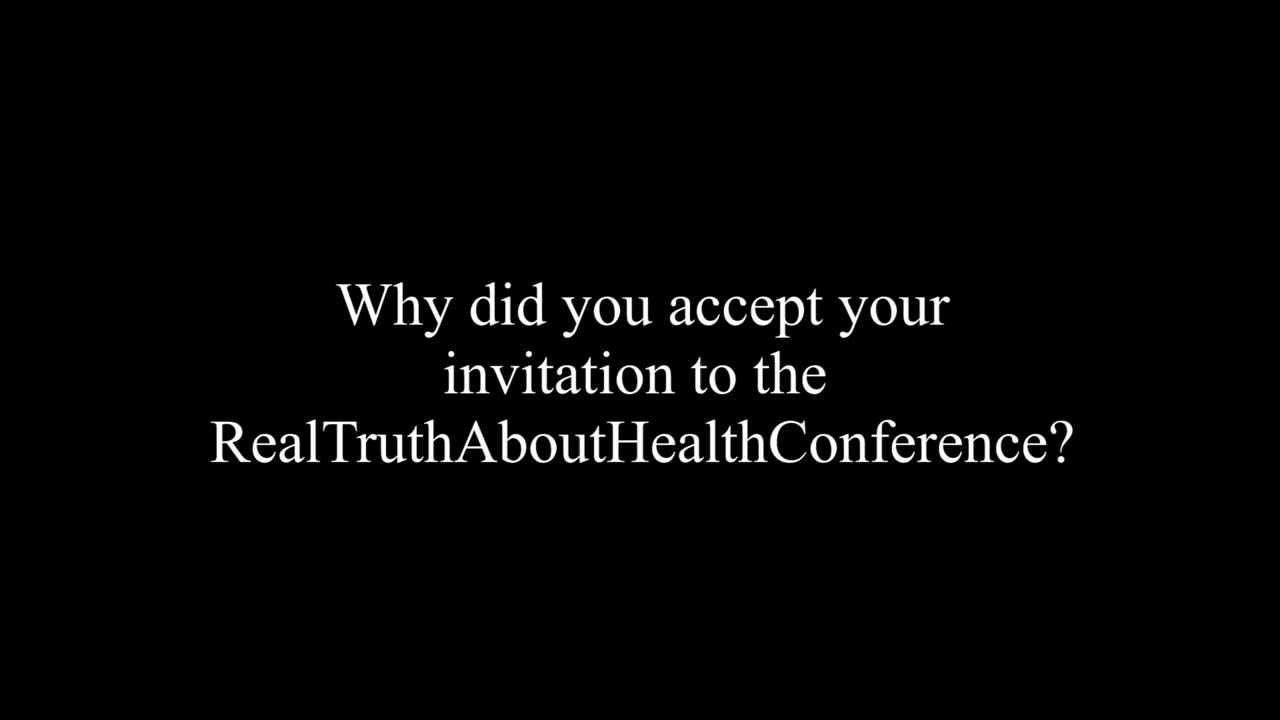 Why did you accept your
invitation to the
RealTruthAboutHealthConference?